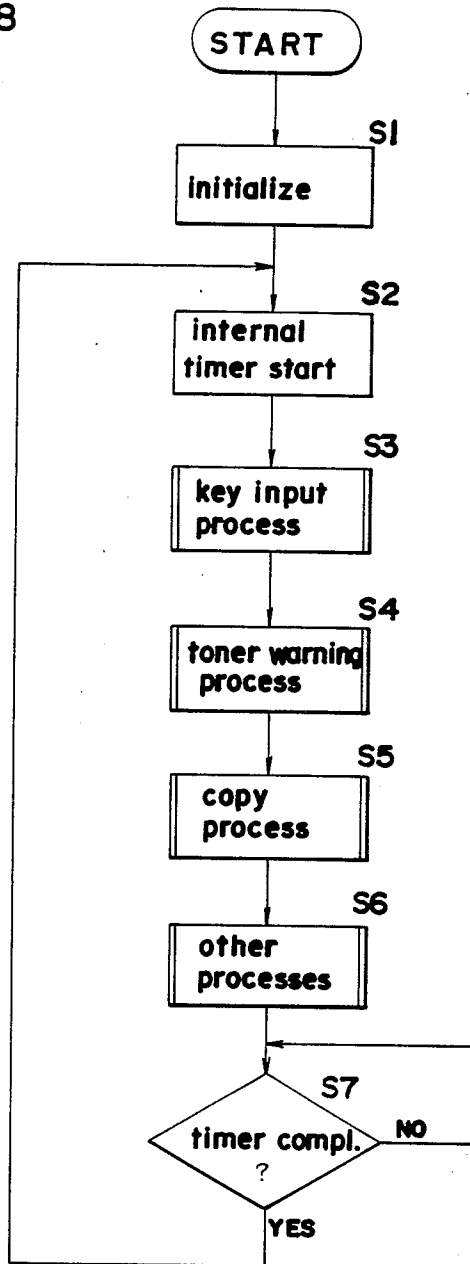 8
START
S1
initialize
S2
internal
timer start
S3
key input
process
S4
toner warning
process
S5
copy
process
S6
other
processes
S7
timer compl.
?
NO
YES